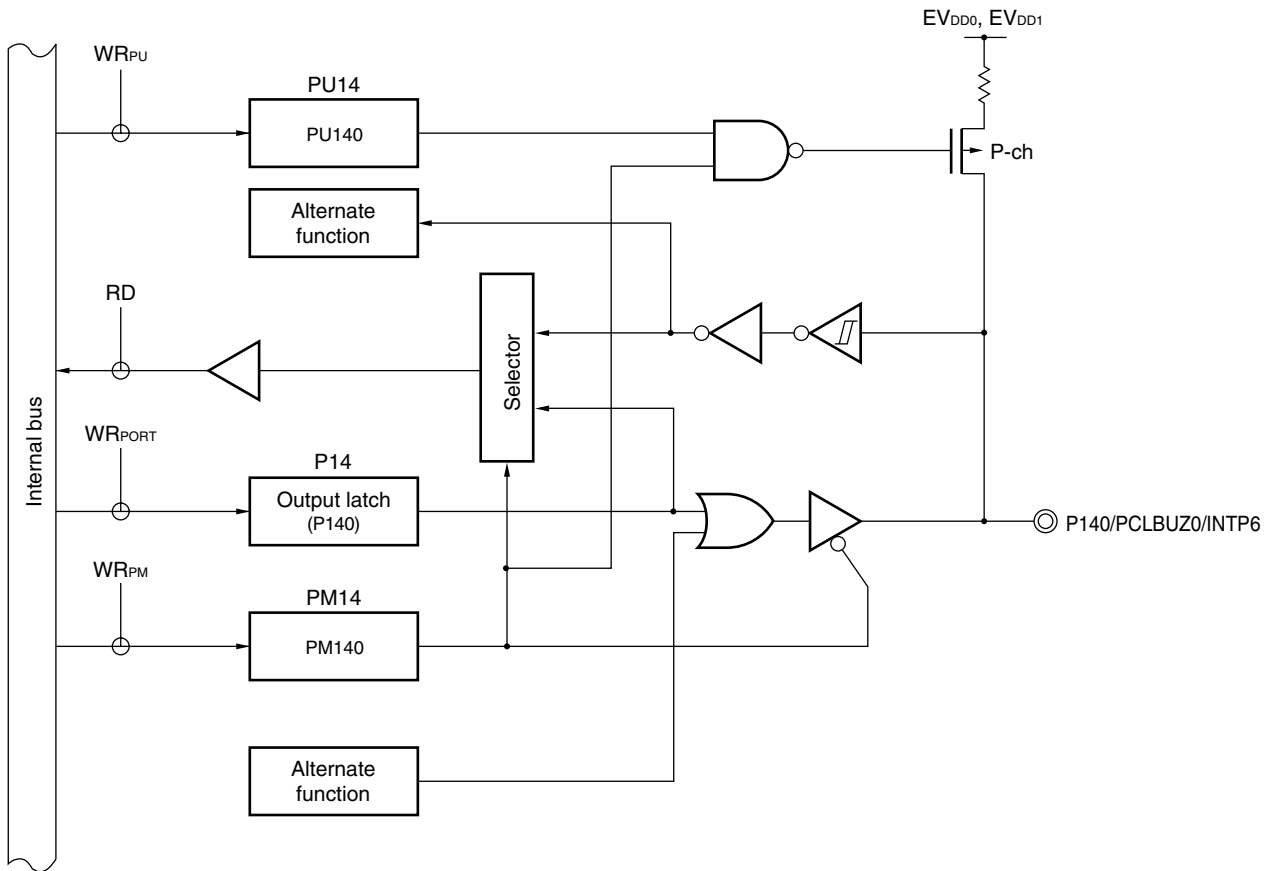 EVDD0, EVDD1
WRPU
PU14
PU140
P-ch
Alternate
function
RD
Selector
Internal bus
WRPORT
P14
Output latch
(P140)
P140/PCLBUZ0/INTP6
WRPM
PM14
PM140
Alternate
function